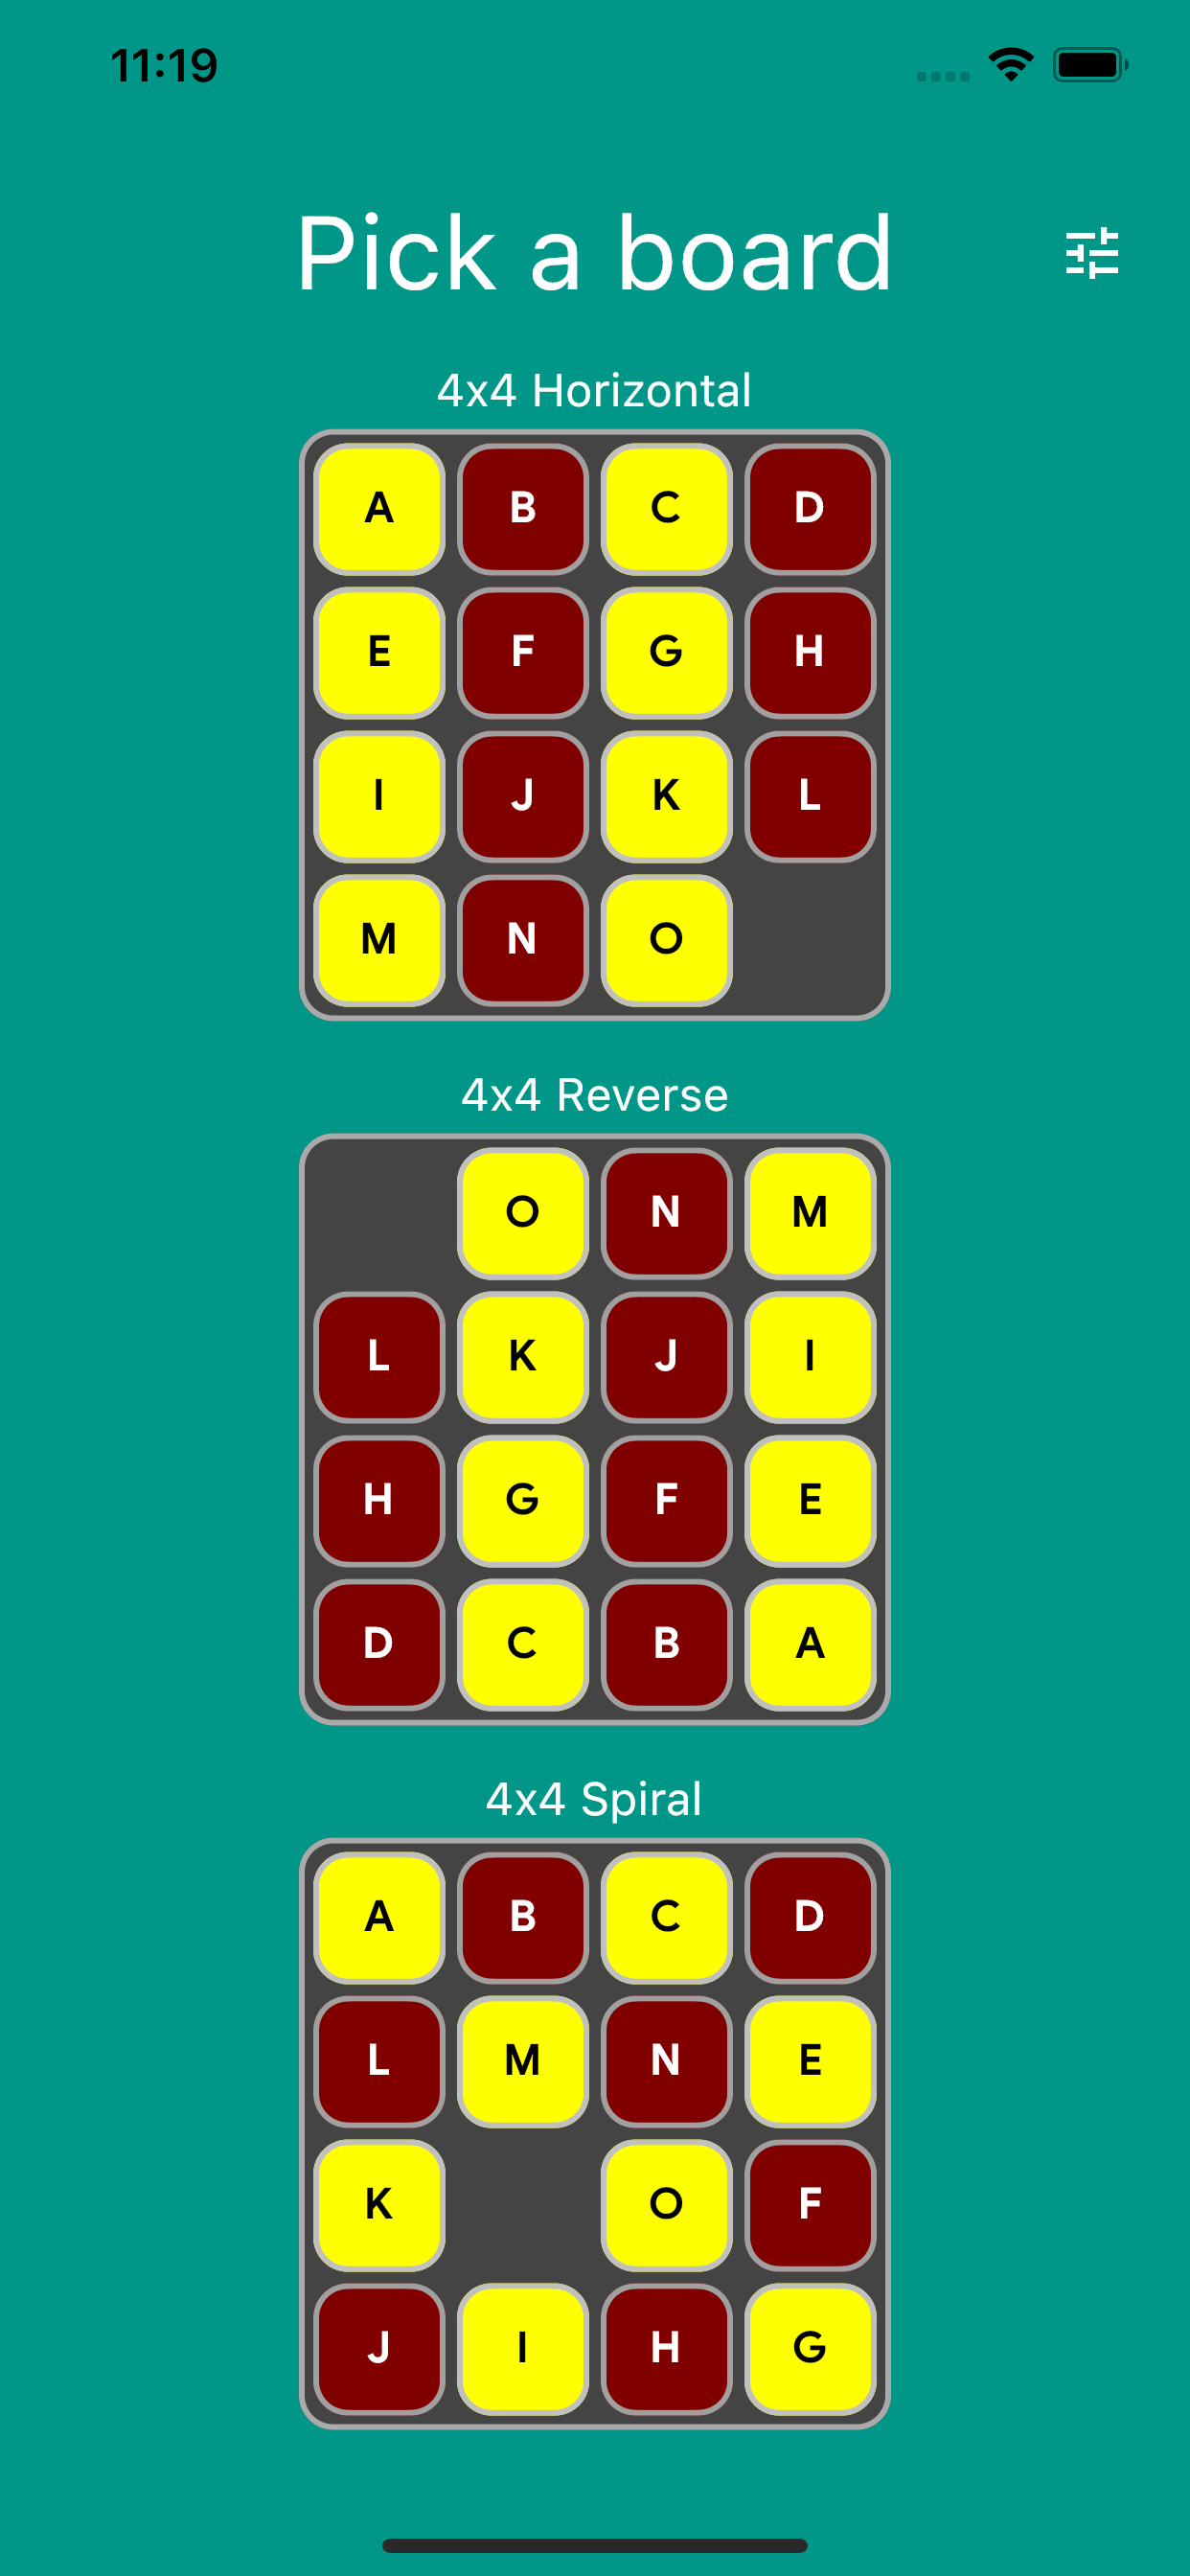 11:19
Pick a board
4x4 Horizontal
A B C D
E F G H
I J K L
M N O
4x4 Reverse
O N M
L K J I
H G F E
D C B A
4x4 Spiral
A B C D
L M N E
K O F
J I H G